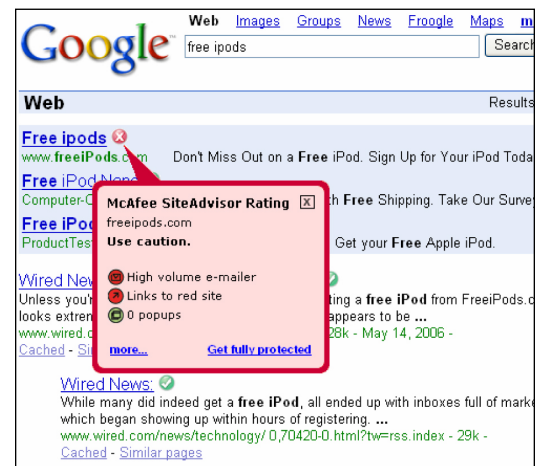 Google™
Web Images Groups News Froogle Maps
free ipods Search
Web Results
Free ipods
www.freeiPods.com Don't Miss Out on a Free iPod. Sign Up for Your iPod Toda
Free iPod Nano
McAfee SiteAdvisor Rating X
Computer- h Free Shipping. Take Our Surve
freeipods.com
Free iPo
Use caution.
ProductTes Get your Free Apple iPod.
High volume e-mailer
Wired New
Links to red site
Unless you'r ting a free iPod from FreeiPods.c
0 popups
looks extrem appears to be ...
www.wired.c 28k - May 14, 2006 -
more... Get fully protected
Cached - Si
Wired News:
While many did indeed get a free iPod, all ended up with inboxes full of marke
which began showing up within hours of registering. ...
www.wired.com/news/technology/ 0,70420-0.html?tw=rss.index - 29k -
Cached - Similar pages